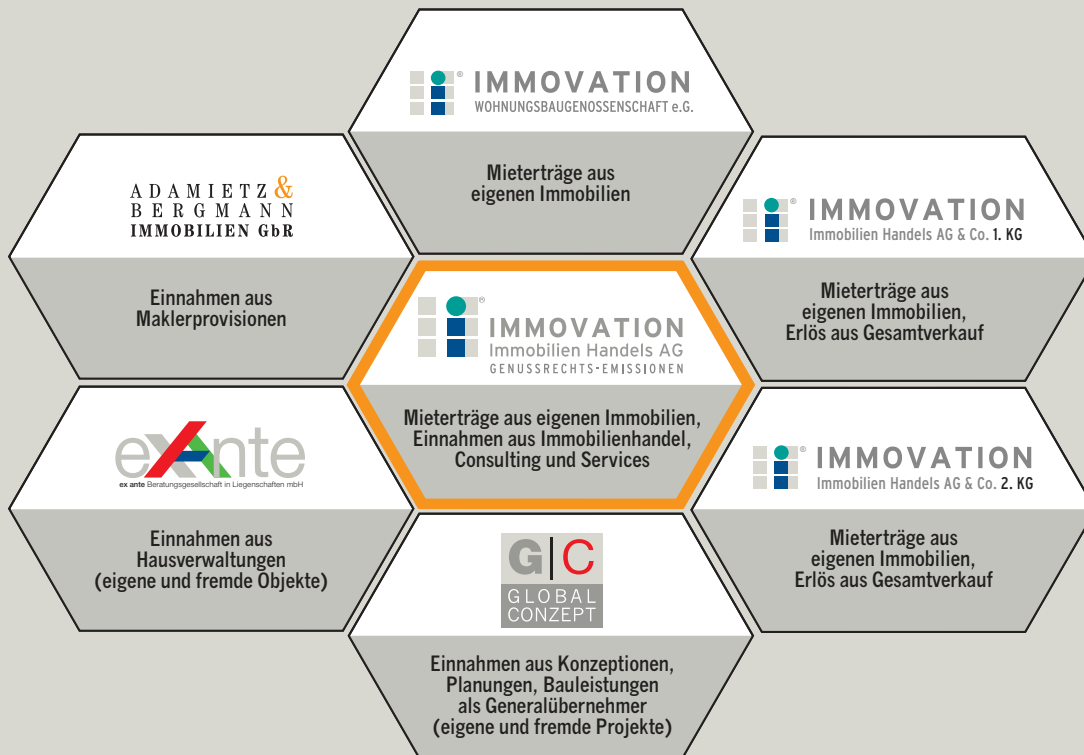 IMMOVATION
WOHNUNGSBAUGENOSSENSCHAFT e.G.
Mieterträge aus
eigenen Immobilien
ADAMIETZ &
BERGMANN
IMMOBILIEN GbR
Einnahmen aus
Maklerprovisionen
IMMOVATION
Immobilien Handels AG & Co. 1. KG
Mieterträge aus
eigenen Immobilien,
Erlös aus Gesamtverkauf
IMMOVATION
Immobilien Handels AG
GENUSSRECHTS-EMISSIONEN
Mieterträge aus eigenen Immobilien,
Einnahmen aus Immobilienhandel,
Consulting und Services
exAnte
ex ante Beratungsgesellschaft in Liegenschaften mbH
Einnahmen aus
Hausverwaltungen
(eigene und fremde Objekte)
IMMOVATION
Immobilien Handels AG & Co. 2. KG
Mieterträge aus
eigenen Immobilien,
Erlös aus Gesamtverkauf
G|C
GLOBAL
CONZEPT
Einnahmen aus Konzeptionen,
Planungen, Bauleistungen
als Generalübernehmer
(eigene und fremde Projekte)